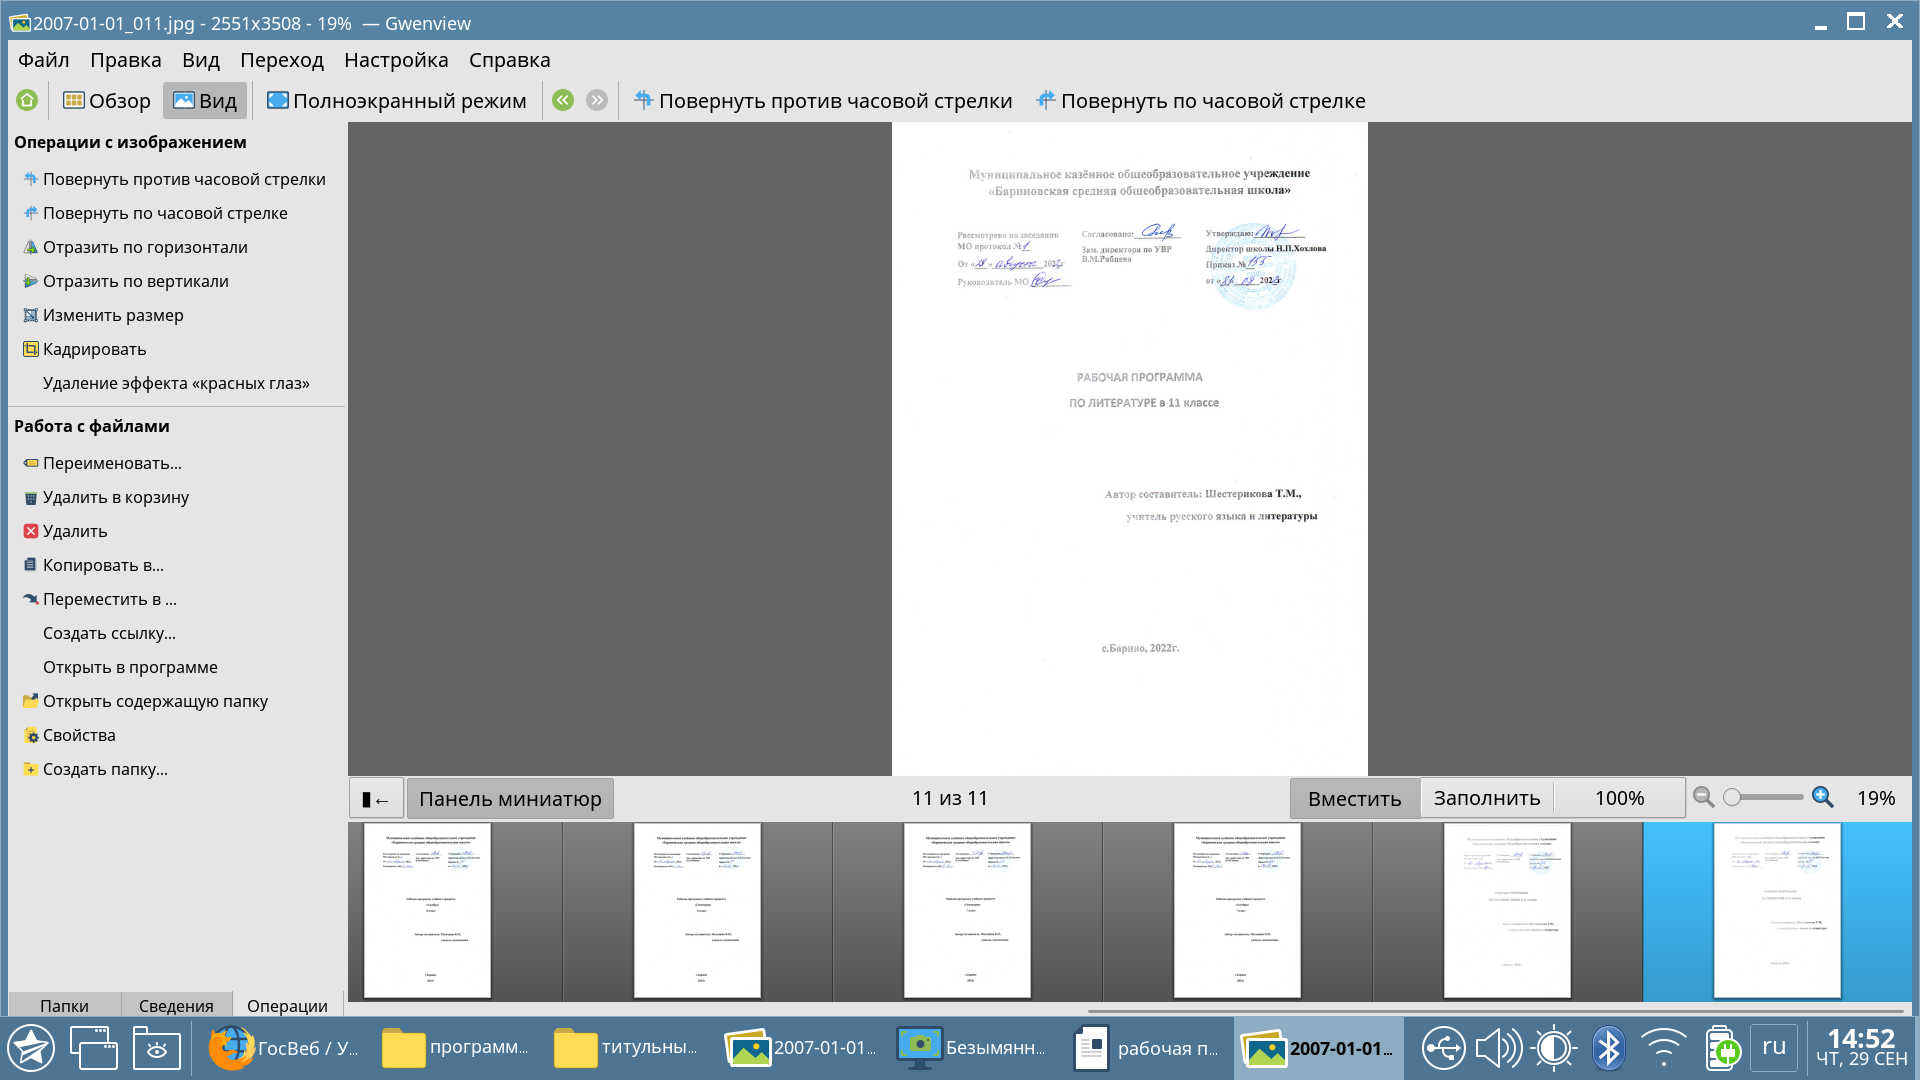 2007-01-01_011.jpg - 2551x3508 - 19% — Gwenview
Файл Правка Вид Переход Настройка Справка
Обзор Вид Полноэкранный режим Повернуть против часовой стрелки Повернуть по часовой стрелке
Операции с изображением
Повернуть против часовой стрелки
Повернуть по часовой стрелке
Отразить по горизонтали
Отразить по вертикали
Изменить размер
Кадрировать
Удаление эффекта «красных глаз»
Работа с файлами
Переименовать...
Удалить в корзину
Удалить
Копировать в...
Переместить в ...
Создать ссылку...
Открыть в программе
Открыть содержащую папку
Свойства
Создать папку...
Папки Сведения Операции
Муниципальное казённое общеобразовательное учреждение
«Бариновская средняя общеобразовательная школа»
Рассмотрено на заседании
МО протокол № 1
От « » августа
Руководитель МО
Согласовано:
Зам. директора по УВР
В.М.Рабцева
Утверждаю:
Директор школы Н.П.Хохлова
Приказ № 155
от «
РАБОЧАЯ ПРОГРАММА
ПО ЛИТЕРАТУРЕ в 11 классе
Автор составитель: Шестерикова Т.М.,
учитель русского языка и литературы
с.Барино, 2022г.
Панель миниатюр 11 из 11 Вместить Заполнить 100% 19%
ГосВеб / У... программ... титульны... 2007-01-01... Безымянн... рабочая п... 2007-01-01... ru 14:52
ЧТ, 29 СЕН